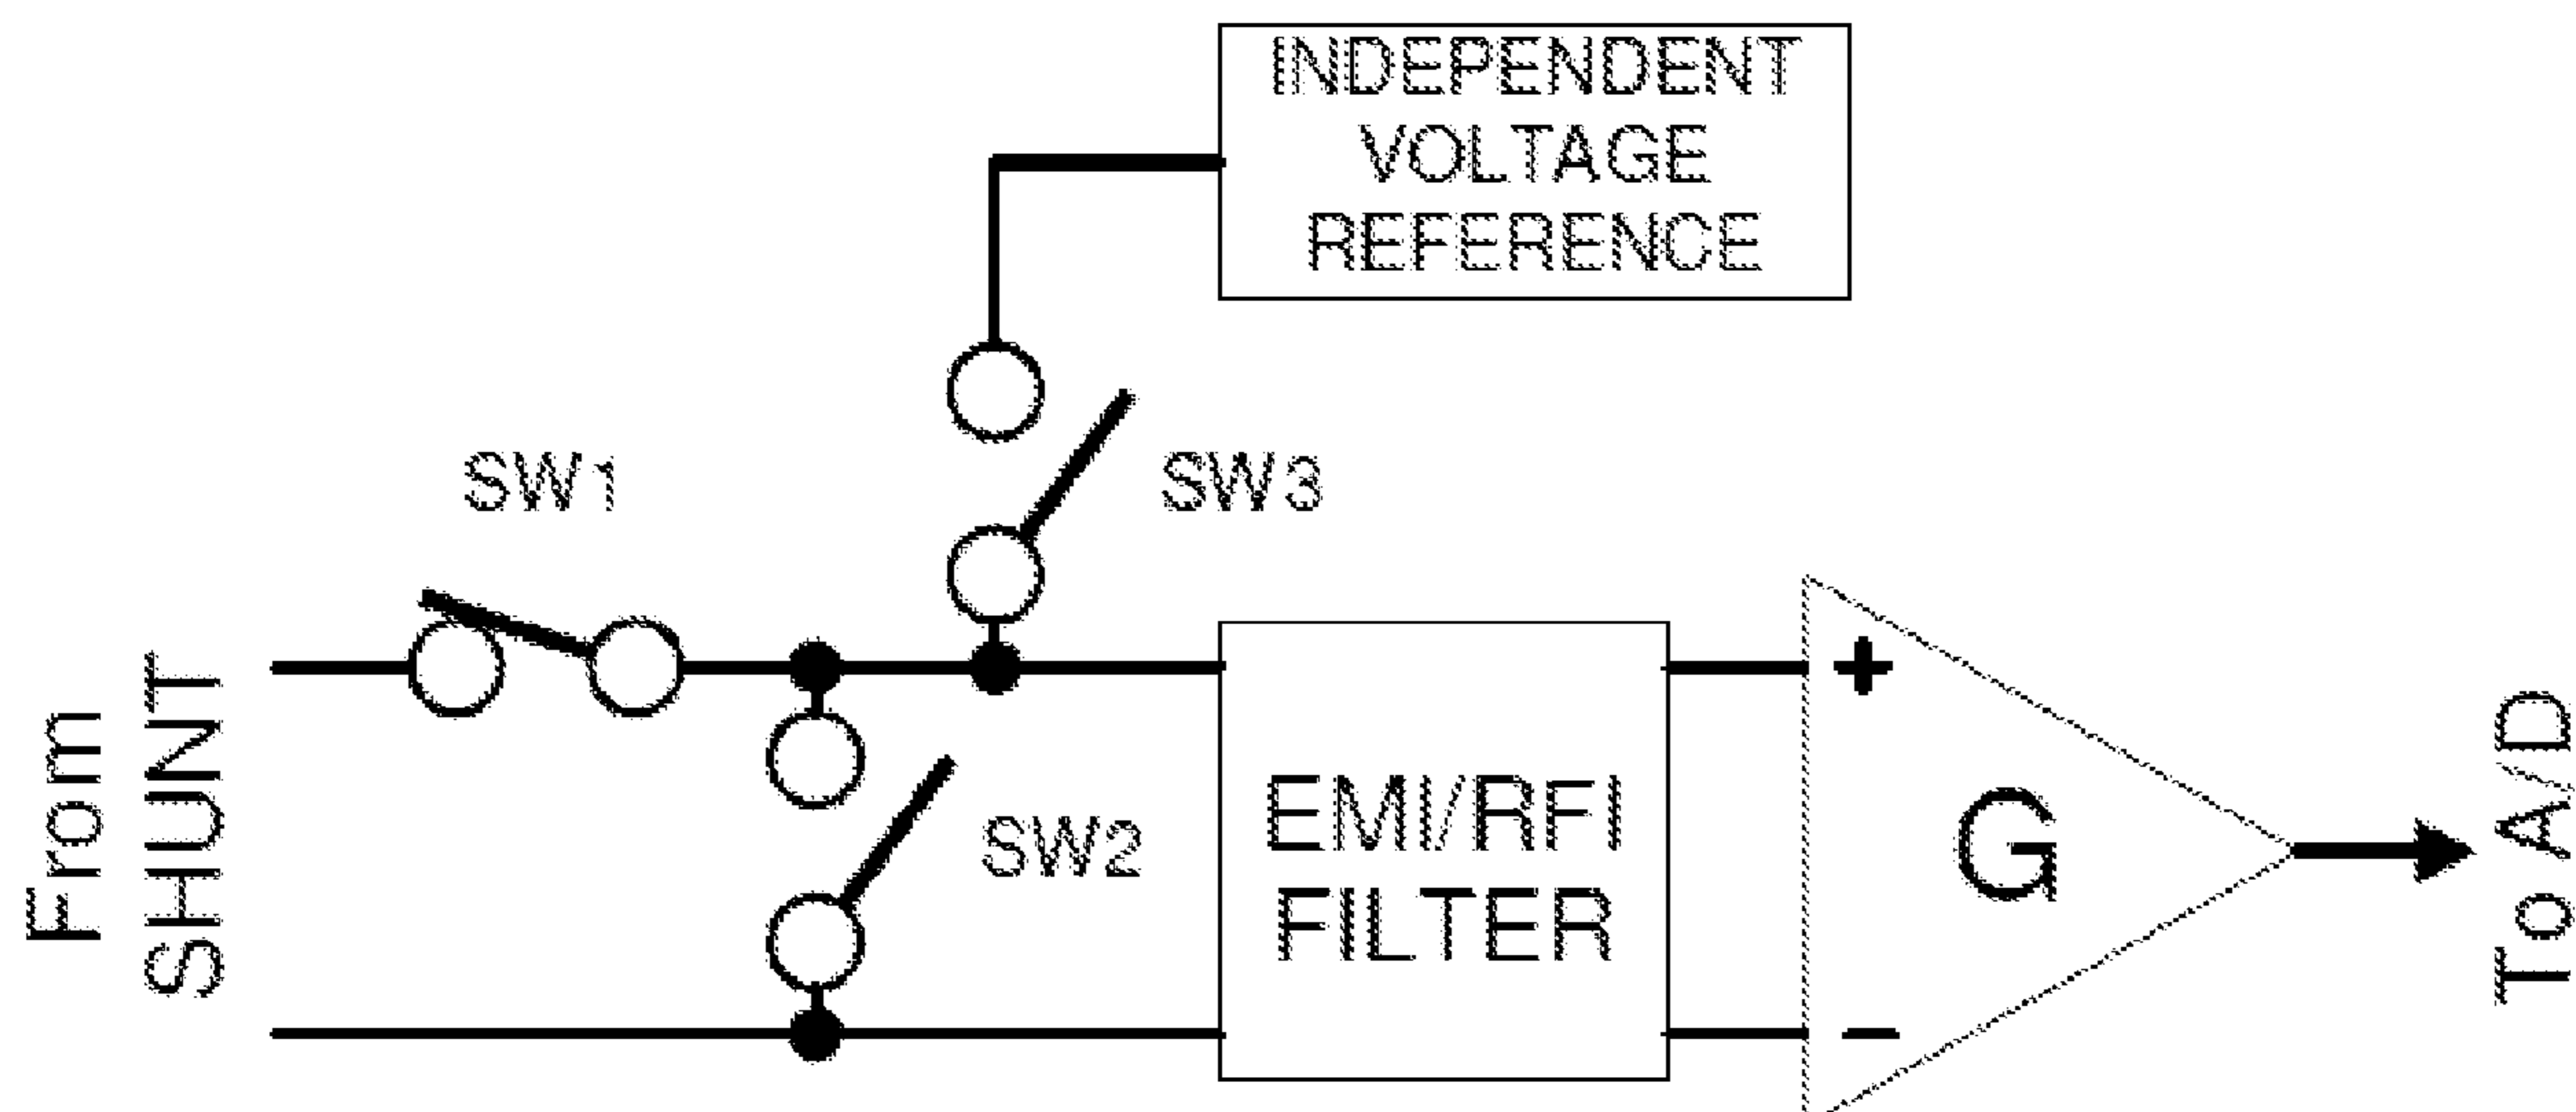 INDEPENDENT
VOLTAGE
REFERENCE
SW1
SW3
From
SHUNT
SW2
EMI/RFI
FILTER
+
G
−
To A/D